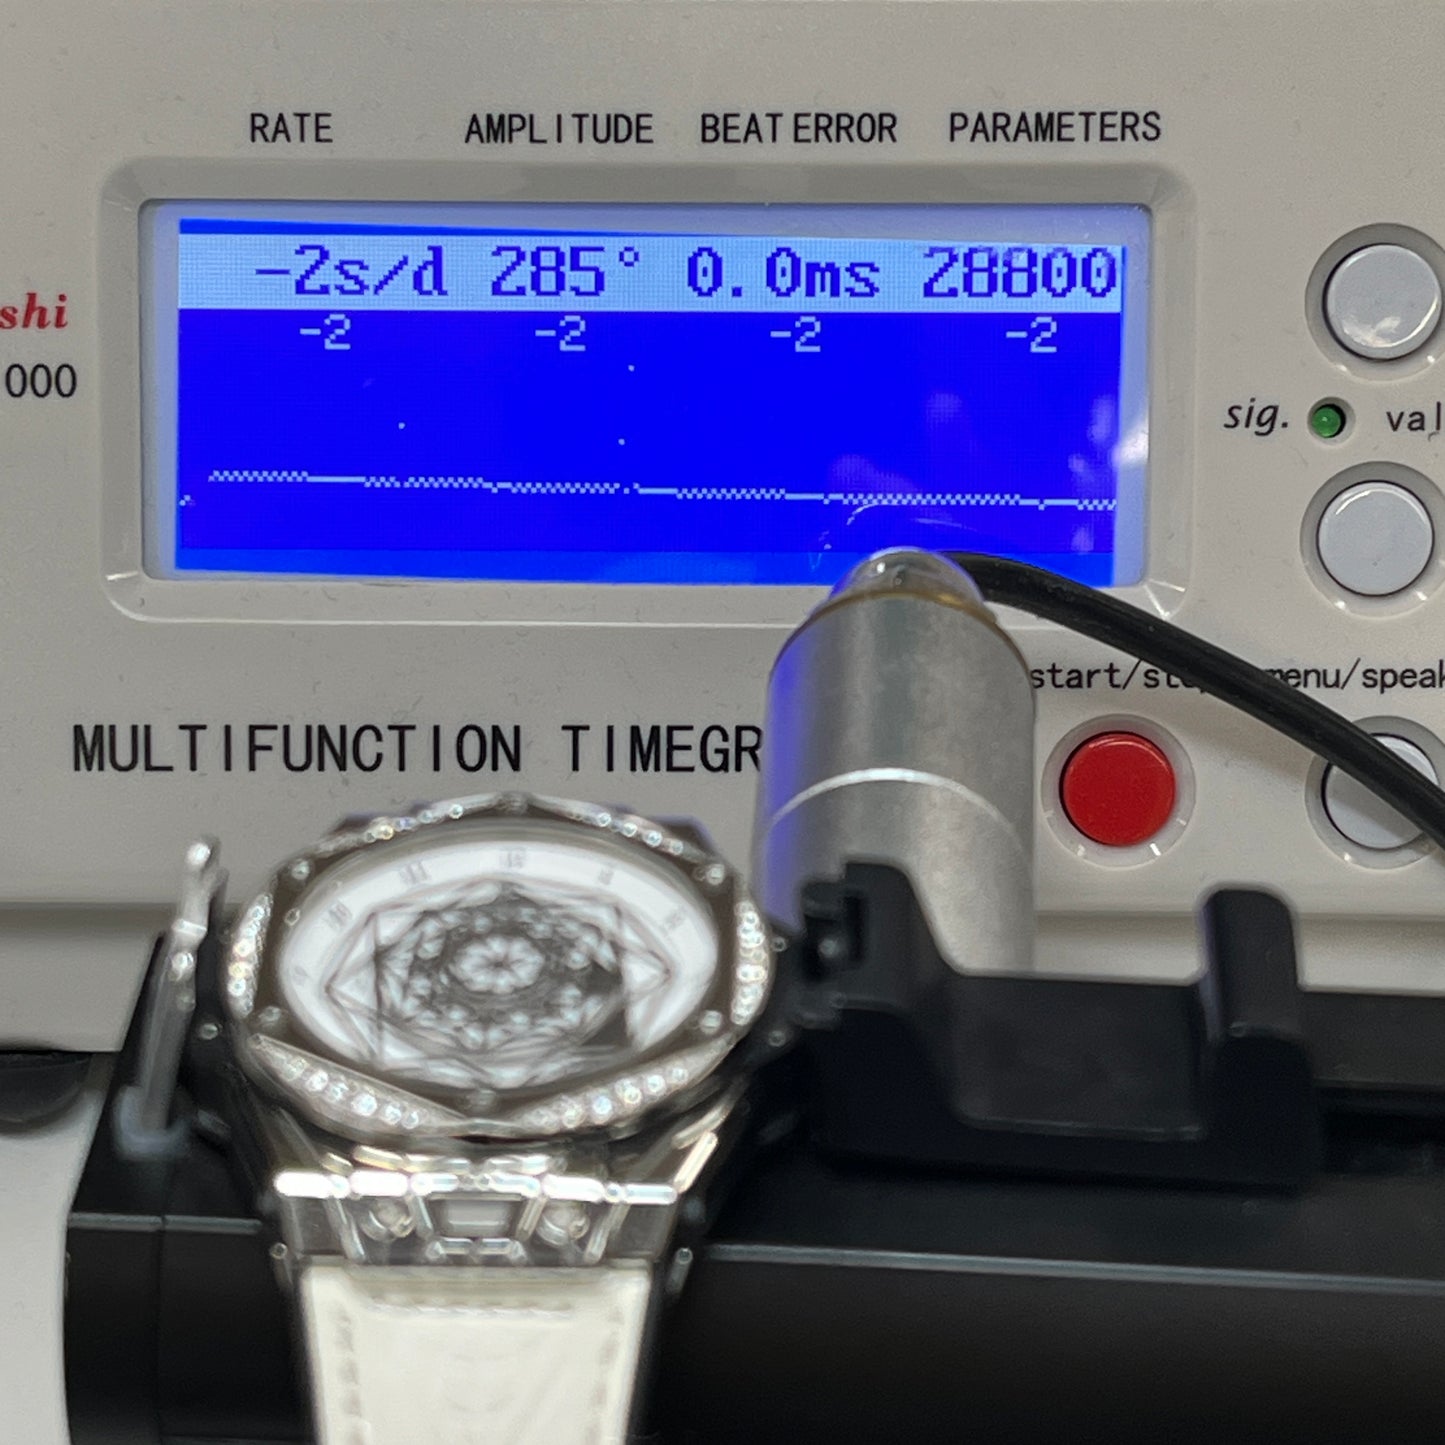 RATE AMPLITUDE BEAT ERROR PARAMETERS
-2s/d 285° 0.0ms 28800
-2 -2 -2 -2
shi
000
sig. val
start/sto menu/speak
MULTIFUNCTION TIMEGR